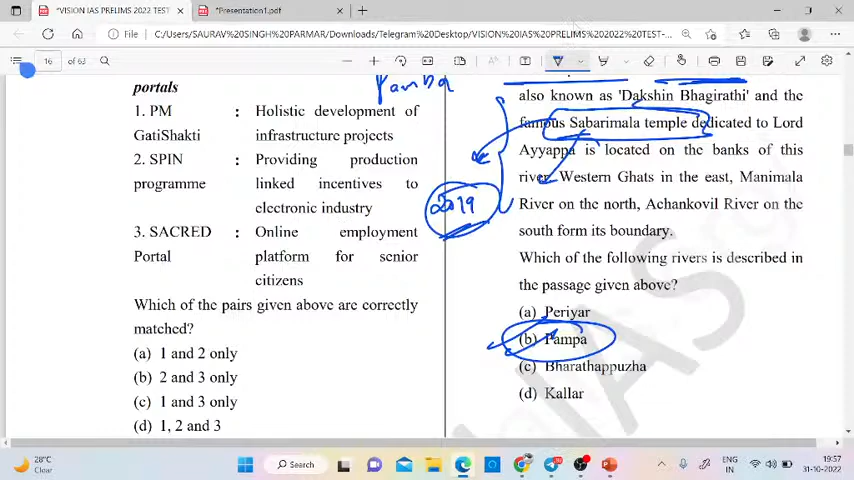 *VISION IAS PRELIMS 2022 TEST-
*Presentation1.pdf
File
C:/Users/SAURAV%20SINGH%20PARMAR/Downloads/Telegram%20Desktop/VISION%20IAS%20PRELIMS%202022%20TEST-...
16 of 63
portals
1. PM : Holistic development of
GatiShakti infrastructure projects
2. SPIN : Providing production
programme linked incentives to
electronic industry
3. SACRED : Online employment
Portal platform for senior
citizens
Which of the pairs given above are correctly
matched?
(a) 1 and 2 only
(b) 2 and 3 only
(c) 1 and 3 only
(d) 1, 2 and 3
Pamba
2019
also known as 'Dakshin Bhagirathi' and the
famous Sabarimala temple dedicated to Lord
Ayyappa is located on the banks of this
river. Western Ghats in the east, Manimala
River on the north, Achankovil River on the
south form its boundary.
Which of the following rivers is described in
the passage given above?
(a) Periyar
(b) Pampa
(c) Bharathappuzha
(d) Kallar
28°C
Clear
Search
ENG
IN
19:57
31-10-2022